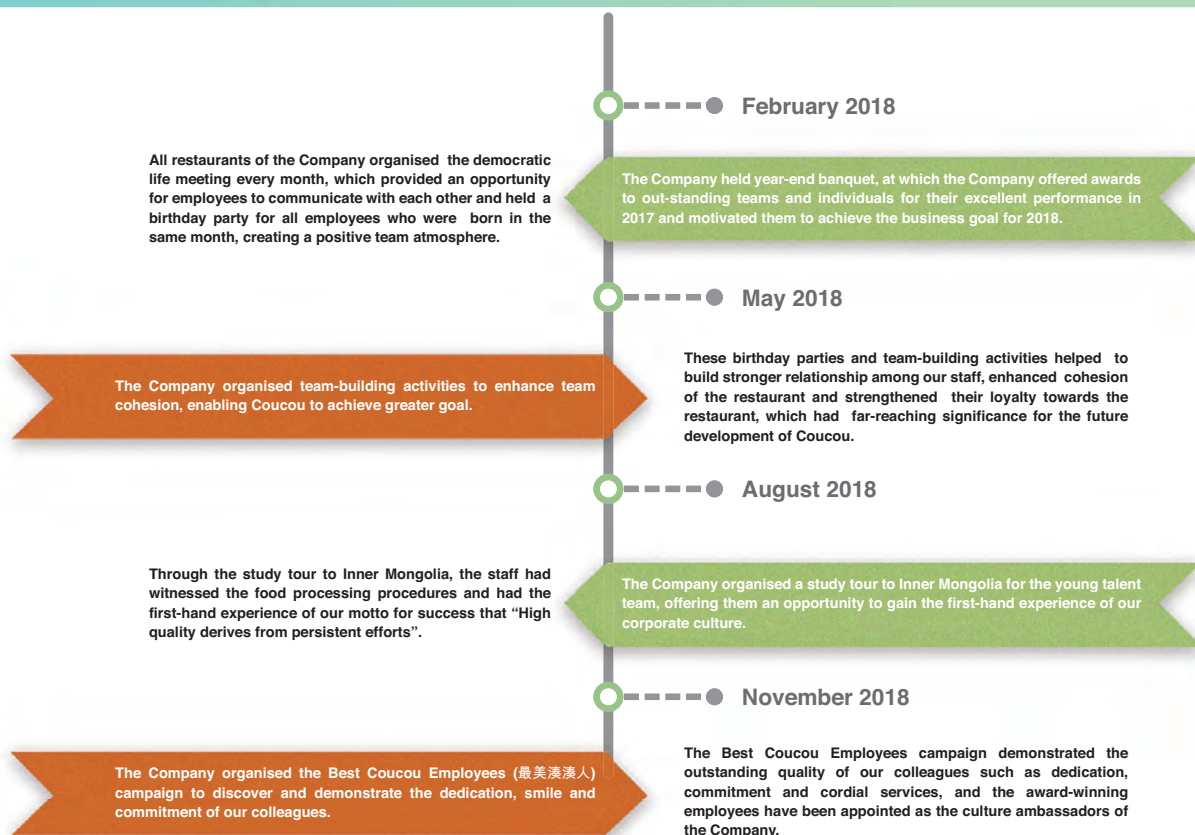 February 2018
All restaurants of the Company organised the democratic
life meeting every month, which provided an opportunity
for employees to communicate with each other and held a
birthday party for all employees who were born in the
same month, creating a positive team atmosphere.
The Company held year-end banquet, at which the Company offered awards
to out-standing teams and individuals for their excellent performance in
2017 and motivated them to achieve the business goal for 2018.
May 2018
The Company organised team-building activities to enhance team
cohesion, enabling Coucou to achieve greater goal.
These birthday parties and team-building activities helped to
build stronger relationship among our staff, enhanced cohesion
of the restaurant and strengthened their loyalty towards the
restaurant, which had far-reaching significance for the future
development of Coucou.
August 2018
Through the study tour to Inner Mongolia, the staff had
witnessed the food processing procedures and had the
first-hand experience of our motto for success that “High
quality derives from persistent efforts”.
The Company organised a study tour to Inner Mongolia for the young talent
team, offering them an opportunity to gain the first-hand experience of our
corporate culture.
November 2018
The Company organised the Best Coucou Employees (最美湊湊人)
campaign to discover and demonstrate the dedication, smile and
commitment of our colleagues.
The Best Coucou Employees campaign demonstrated the
outstanding quality of our colleagues such as dedication,
commitment and cordial services, and the award-winning
employees have been appointed as the culture ambassadors of
the Company.